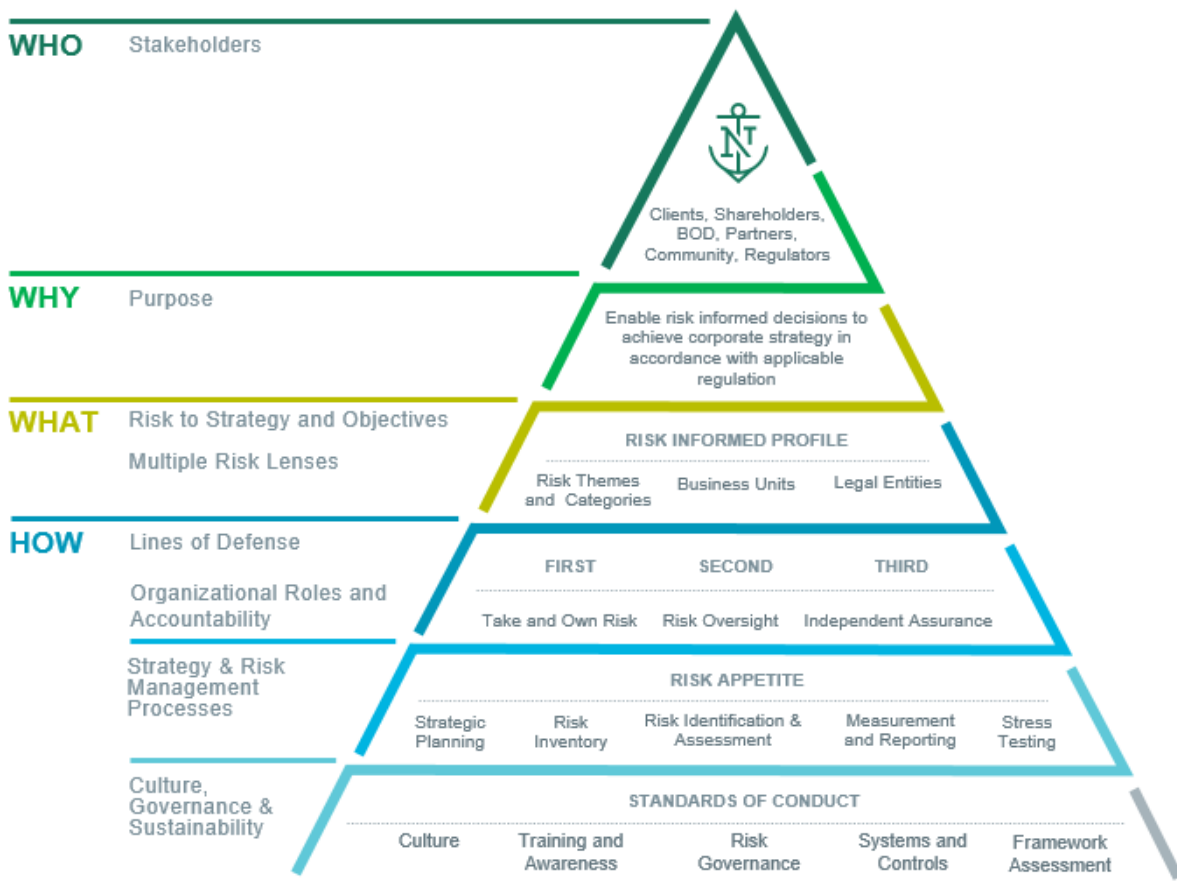 WHO
Stakeholders
NT
Clients, Shareholders,
BOD, Partners,
Community, Regulators
WHY
Purpose
Enable risk informed decisions to
achieve corporate strategy in
accordance with applicable
regulation
WHAT
Risk to Strategy and Objectives
Multiple Risk Lenses
RISK INFORMED PROFILE
Risk Themes
and Categories
Business Units
Legal Entities
HOW
Lines of Defense
Organizational Roles and
Accountability
FIRST
SECOND
THIRD
Take and Own Risk
Risk Oversight
Independent Assurance
Strategy & Risk
Management
Processes
RISK APPETITE
Strategic
Planning
Risk
Inventory
Risk Identification &
Assessment
Measurement
and Reporting
Stress
Testing
Culture,
Governance &
Sustainability
STANDARDS OF CONDUCT
Culture
Training and
Awareness
Risk
Governance
Systems and
Controls
Framework
Assessment